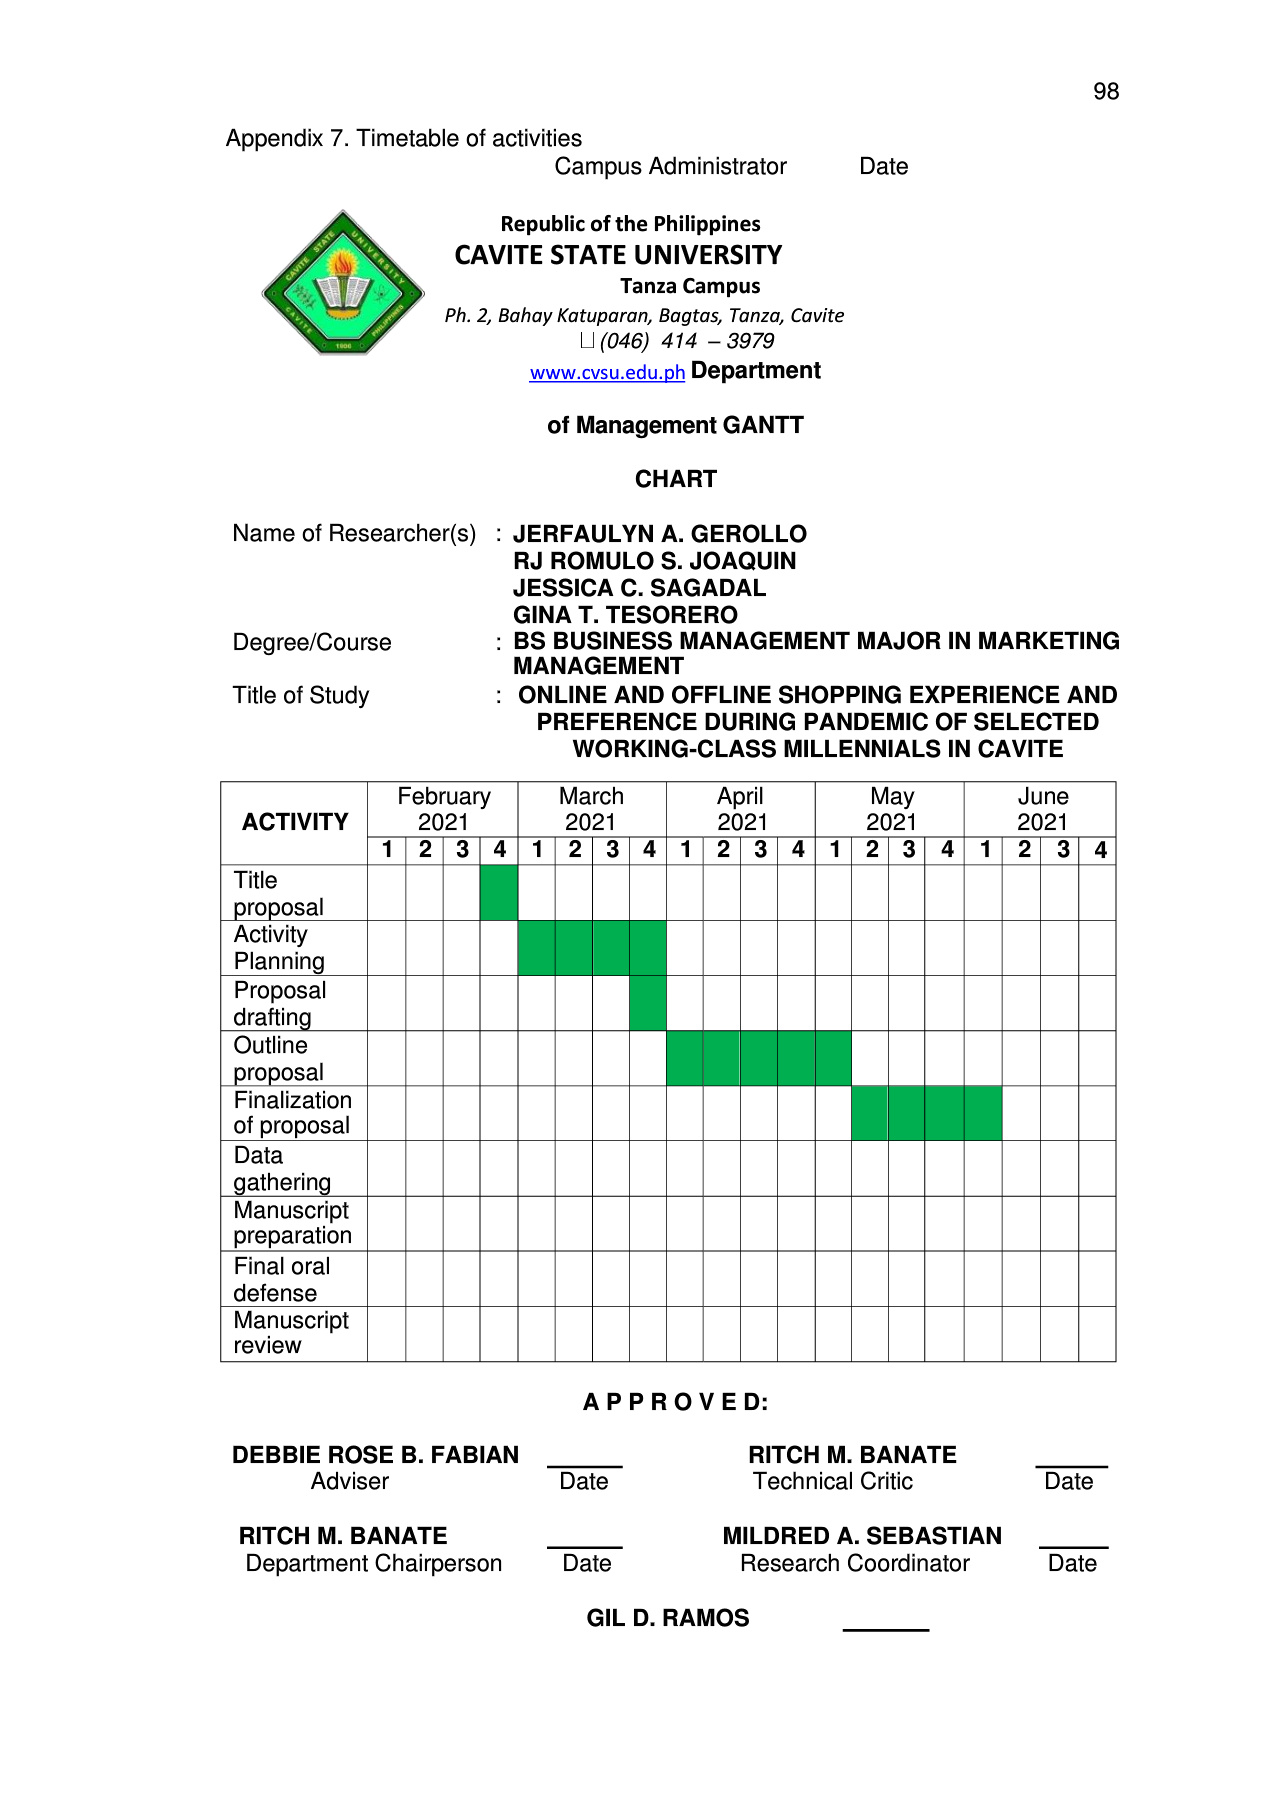 98
Appendix 7. Timetable of activities
Campus Administrator Date
CAVITE STATE UNIVERSITY
CAVITE PHILIPPINES
1906
Republic of the Philippines
CAVITE STATE UNIVERSITY
Tanza Campus
Ph. 2, Bahay Katuparan, Bagtas, Tanza, Cavite
(046) 414 – 3979
www.cvsu.edu.ph Department
of Management GANTT
CHART
Name of Researcher(s) : JERFAULYN A. GEROLLO
RJ ROMULO S. JOAQUIN
JESSICA C. SAGADAL
GINA T. TESORERO
Degree/Course : BS BUSINESS MANAGEMENT MAJOR IN MARKETING
MANAGEMENT
Title of Study : ONLINE AND OFFLINE SHOPPING EXPERIENCE AND
PREFERENCE DURING PANDEMIC OF SELECTED
WORKING-CLASS MILLENNIALS IN CAVITE
ACTIVITY
February March April May June
2021 2021 2021 2021 2021
1 2 3 4 1 2 3 4 1 2 3 4 1 2 3 4 1 2 3 4
Title
proposal
Activity
Planning
Proposal
drafting
Outline
proposal
Finalization
of proposal
Data
gathering
Manuscript
preparation
Final oral
defense
Manuscript
review
A P P R O V E D:
DEBBIE ROSE B. FABIAN RITCH M. BANATE
Adviser Date Technical Critic Date
RITCH M. BANATE MILDRED A. SEBASTIAN
Department Chairperson Date Research Coordinator Date
GIL D. RAMOS